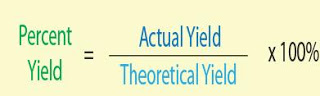 Percent Yield = Actual Yield / Theoretical Yield x 100%